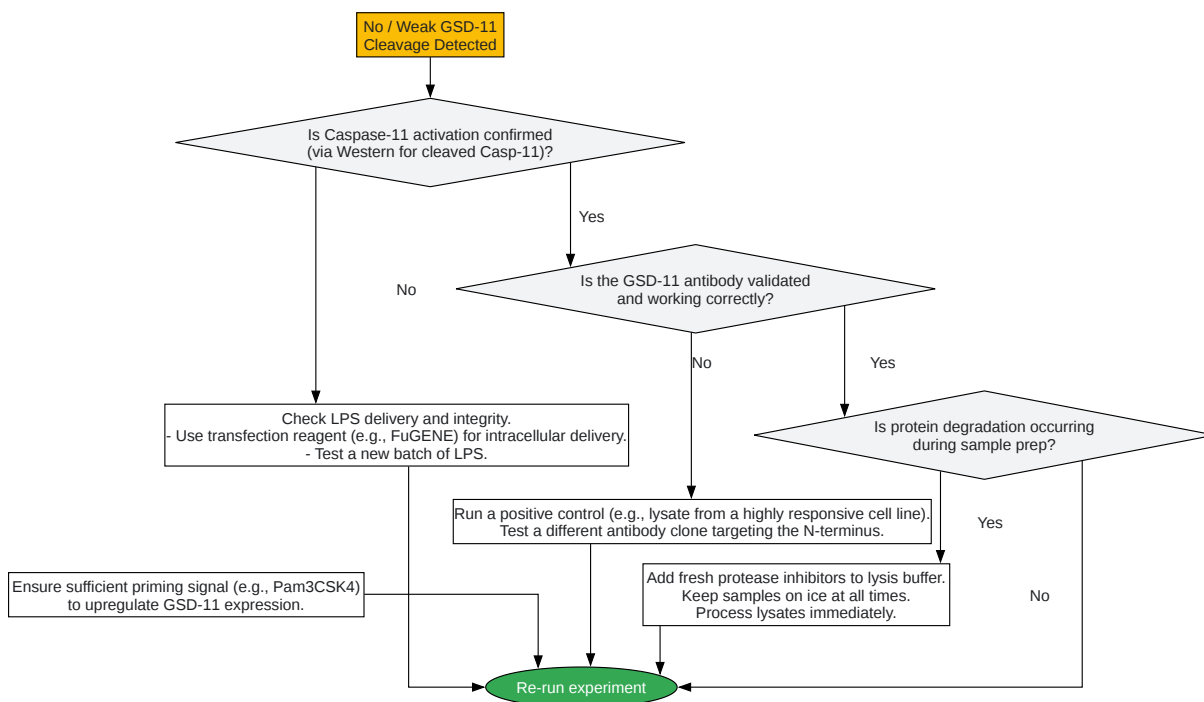 No / Weak GSD-11
Cleavage Detected
Is Caspase-11 activation confirmed
(via Western for cleaved Casp-11)?
Yes
Is the GSD-11 antibody validated
and working correctly?
No
No
Yes
Check LPS delivery and integrity.
- Use transfection reagent (e.g., FuGENE) for intracellular delivery.
- Test a new batch of LPS.
Is protein degradation occurring
during sample prep?
Run a positive control (e.g., lysate from a highly responsive cell line).
Test a different antibody clone targeting the N-terminus.
Yes
Ensure sufficient priming signal (e.g., Pam3CSK4)
to upregulate GSD-11 expression.
Add fresh protease inhibitors to lysis buffer.
Keep samples on ice at all times.
Process lysates immediately.
No
Re-run experiment